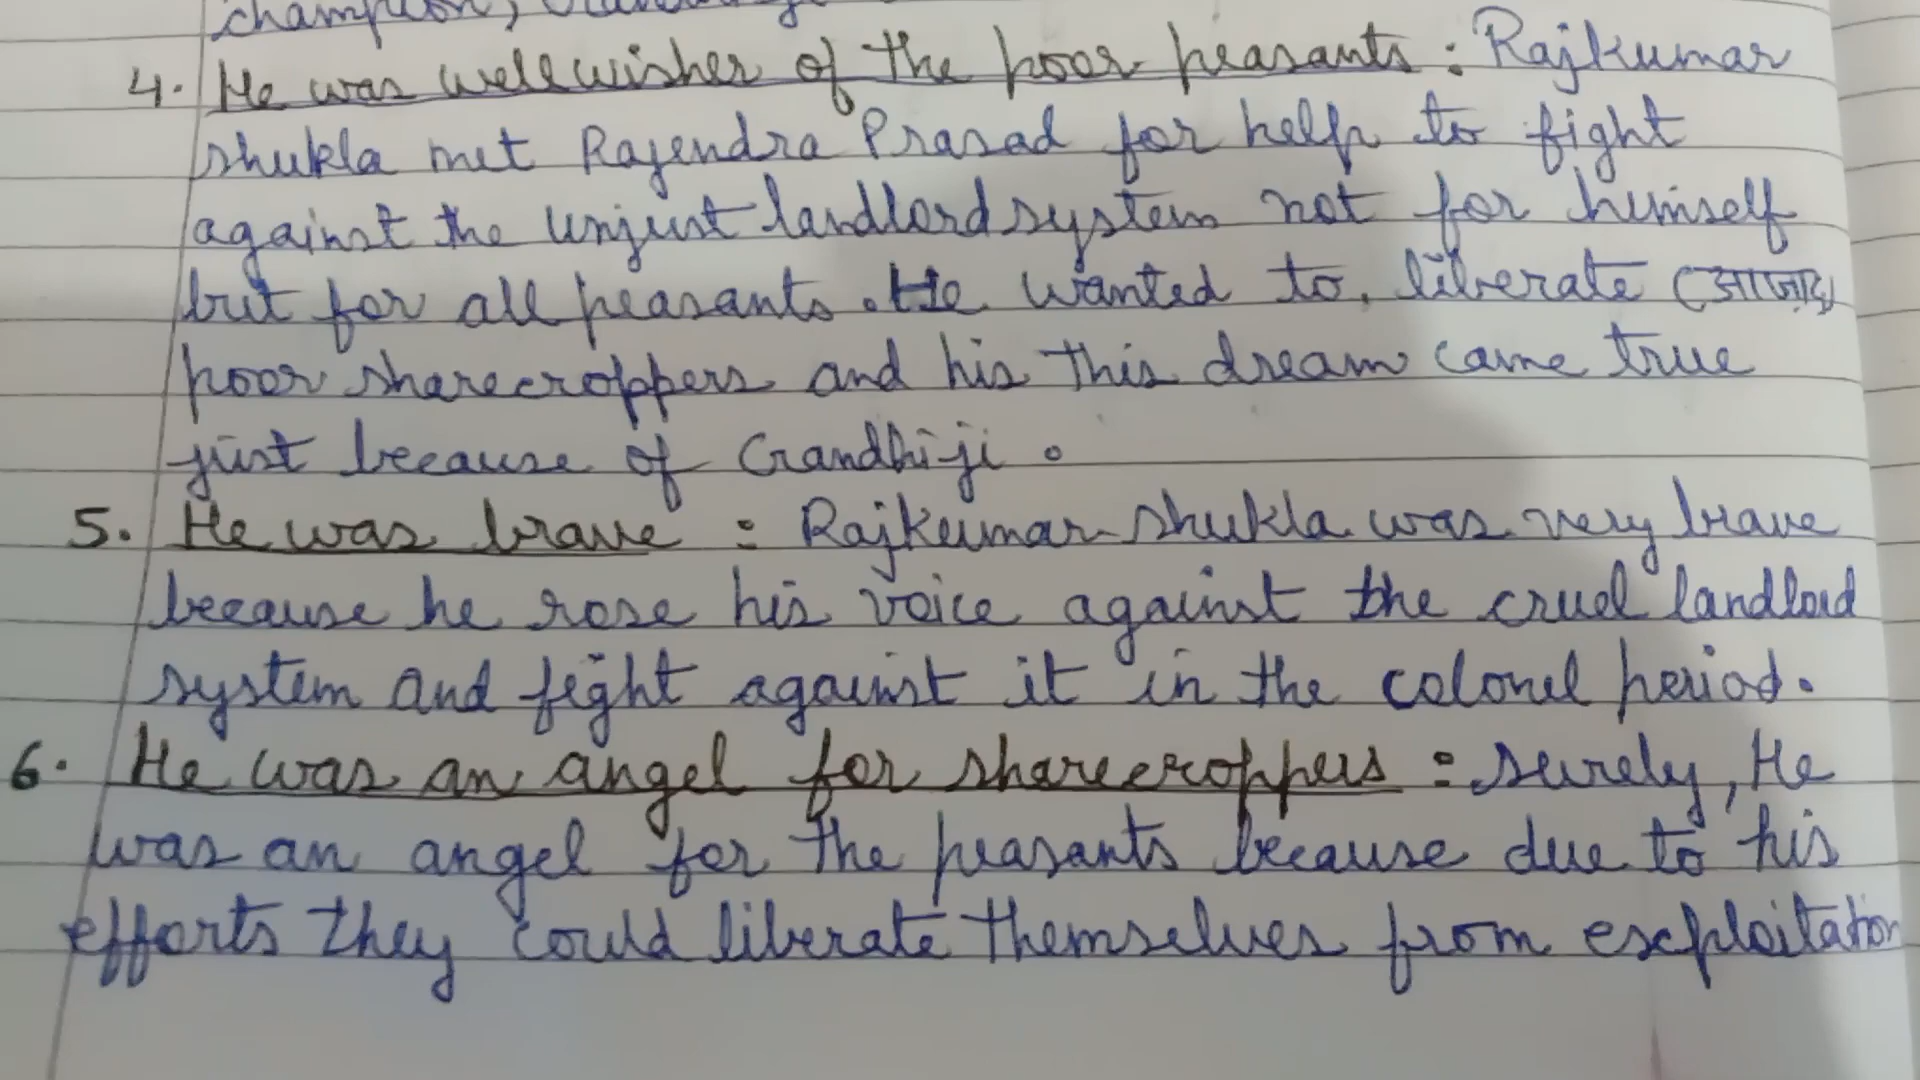 champion,
4. He was wellwisher of the poor peasants : Rajkumar
shukla met Rajendra Prasad for help to fight
against the unjust landlord system not for himself
but for all peasants. He wanted to liberate (आजाद)
poor sharecroppers and his this dream came true
just because of Gandhiji.
5. He was brave : Rajkumar shukla was very brave
because he rose his voice against the cruel landlord
system and fight against it in the colonel period.
6. He was an angel for sharecroppers : surely, He
was an angel for the peasants because due to his
efforts they could liberate themselves from exploitation